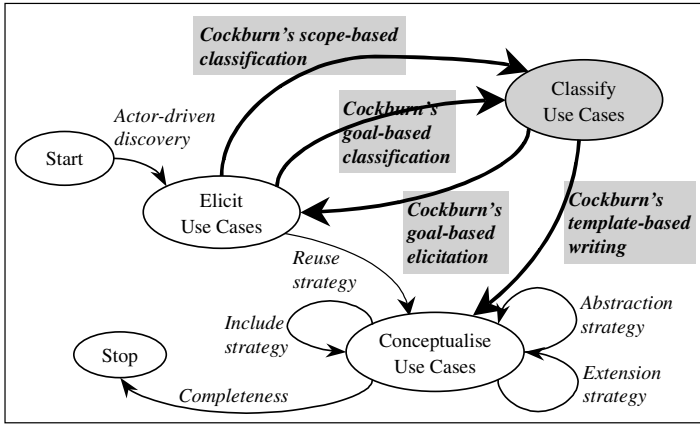 Cockburn's scope-based
classification
Classify
Use Cases
Actor-driven
discovery
Cockburn's
goal-based
classification
Start
Elicit
Use Cases
Cockburn's
goal-based
elicitation
Cockburn's
template-based
writing
Reuse
strategy
Include
strategy
Abstraction
strategy
Stop
Conceptualise
Use Cases
Extension
strategy
Completeness